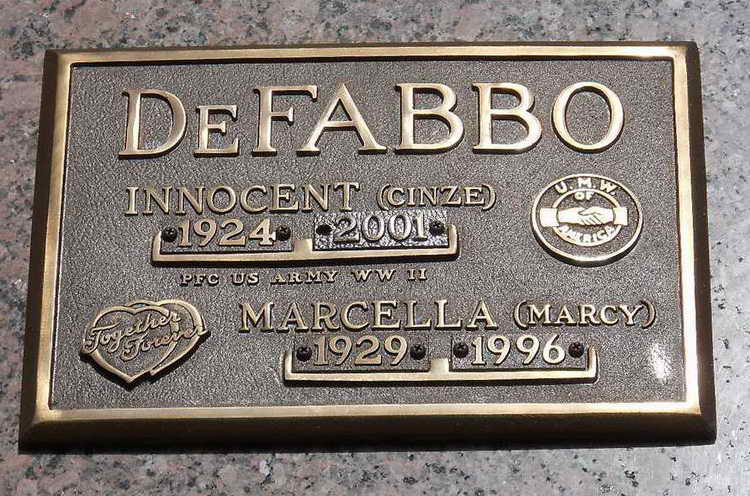 DeFABBO
INNOCENT (CINZE)
1924 2001
PFC US ARMY WW II
U.M.W.
OF
AMERICA
Together
Forever
MARCELLA (MARCY)
1929 1996